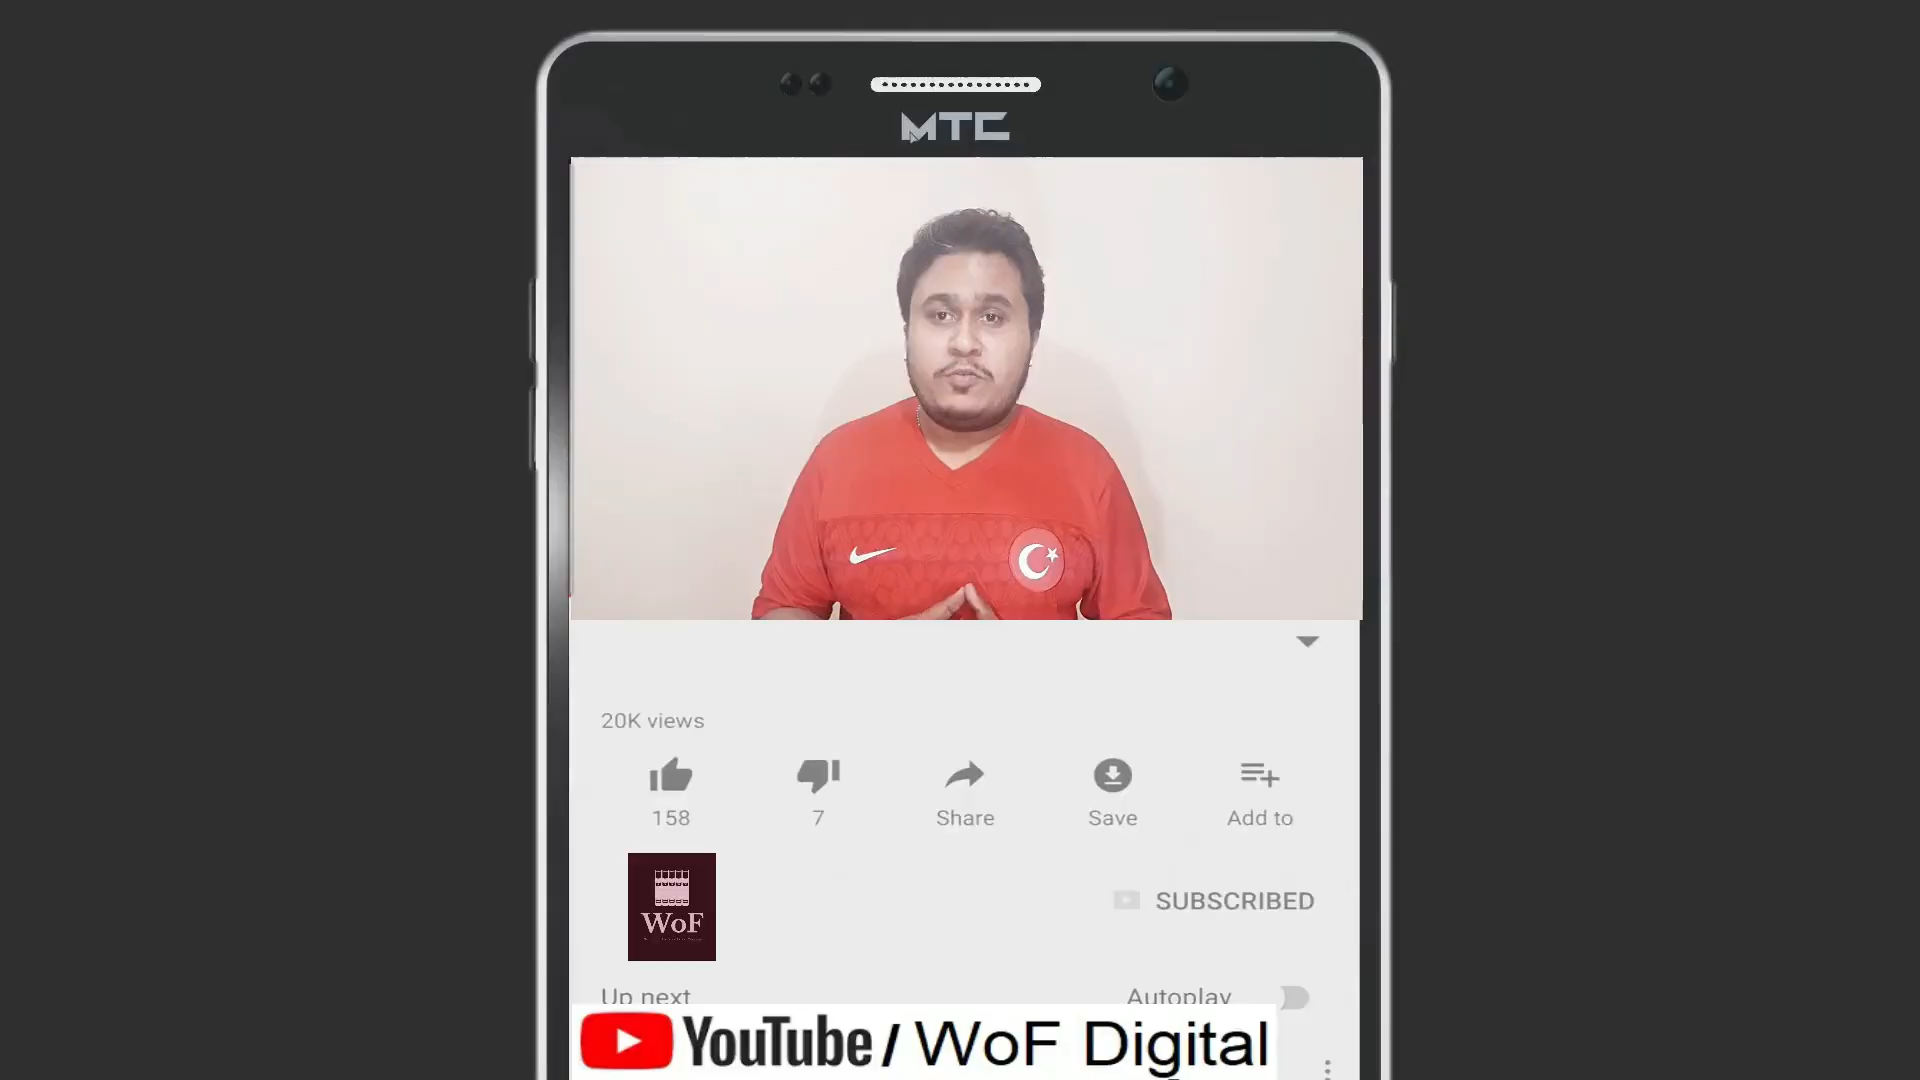 MTC
20K views
158
7
Share
Save
Add to
WoF
SUBSCRIBED
Up next
Autoplay
YouTube / WoF Digital